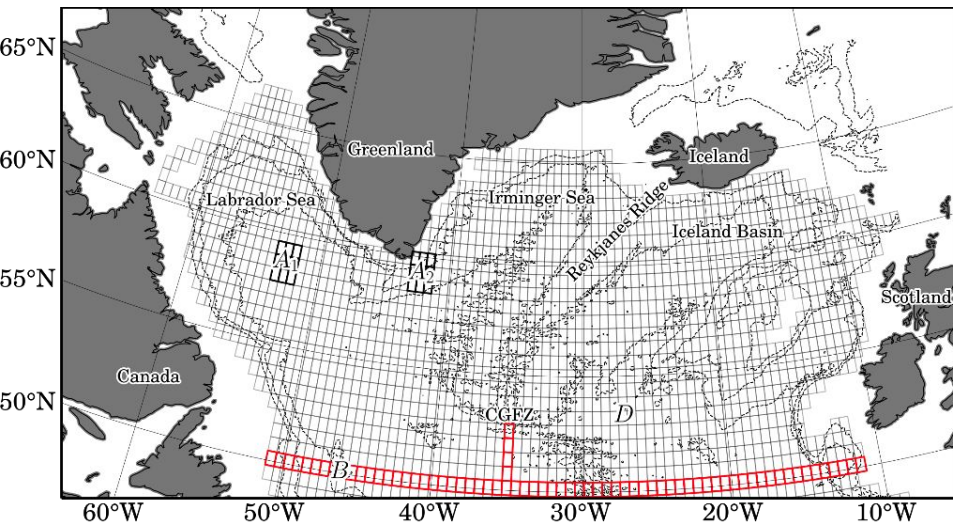 65°N
60°N
55°N
50°N
Greenland
Iceland
Labrador Sea
Irminger Sea
Reykjanes Ridge
Iceland Basin
A1
A2
Scotland
Canada
CGFZ
D
B
60°W
50°W
40°W
30°W
20°W
10°W